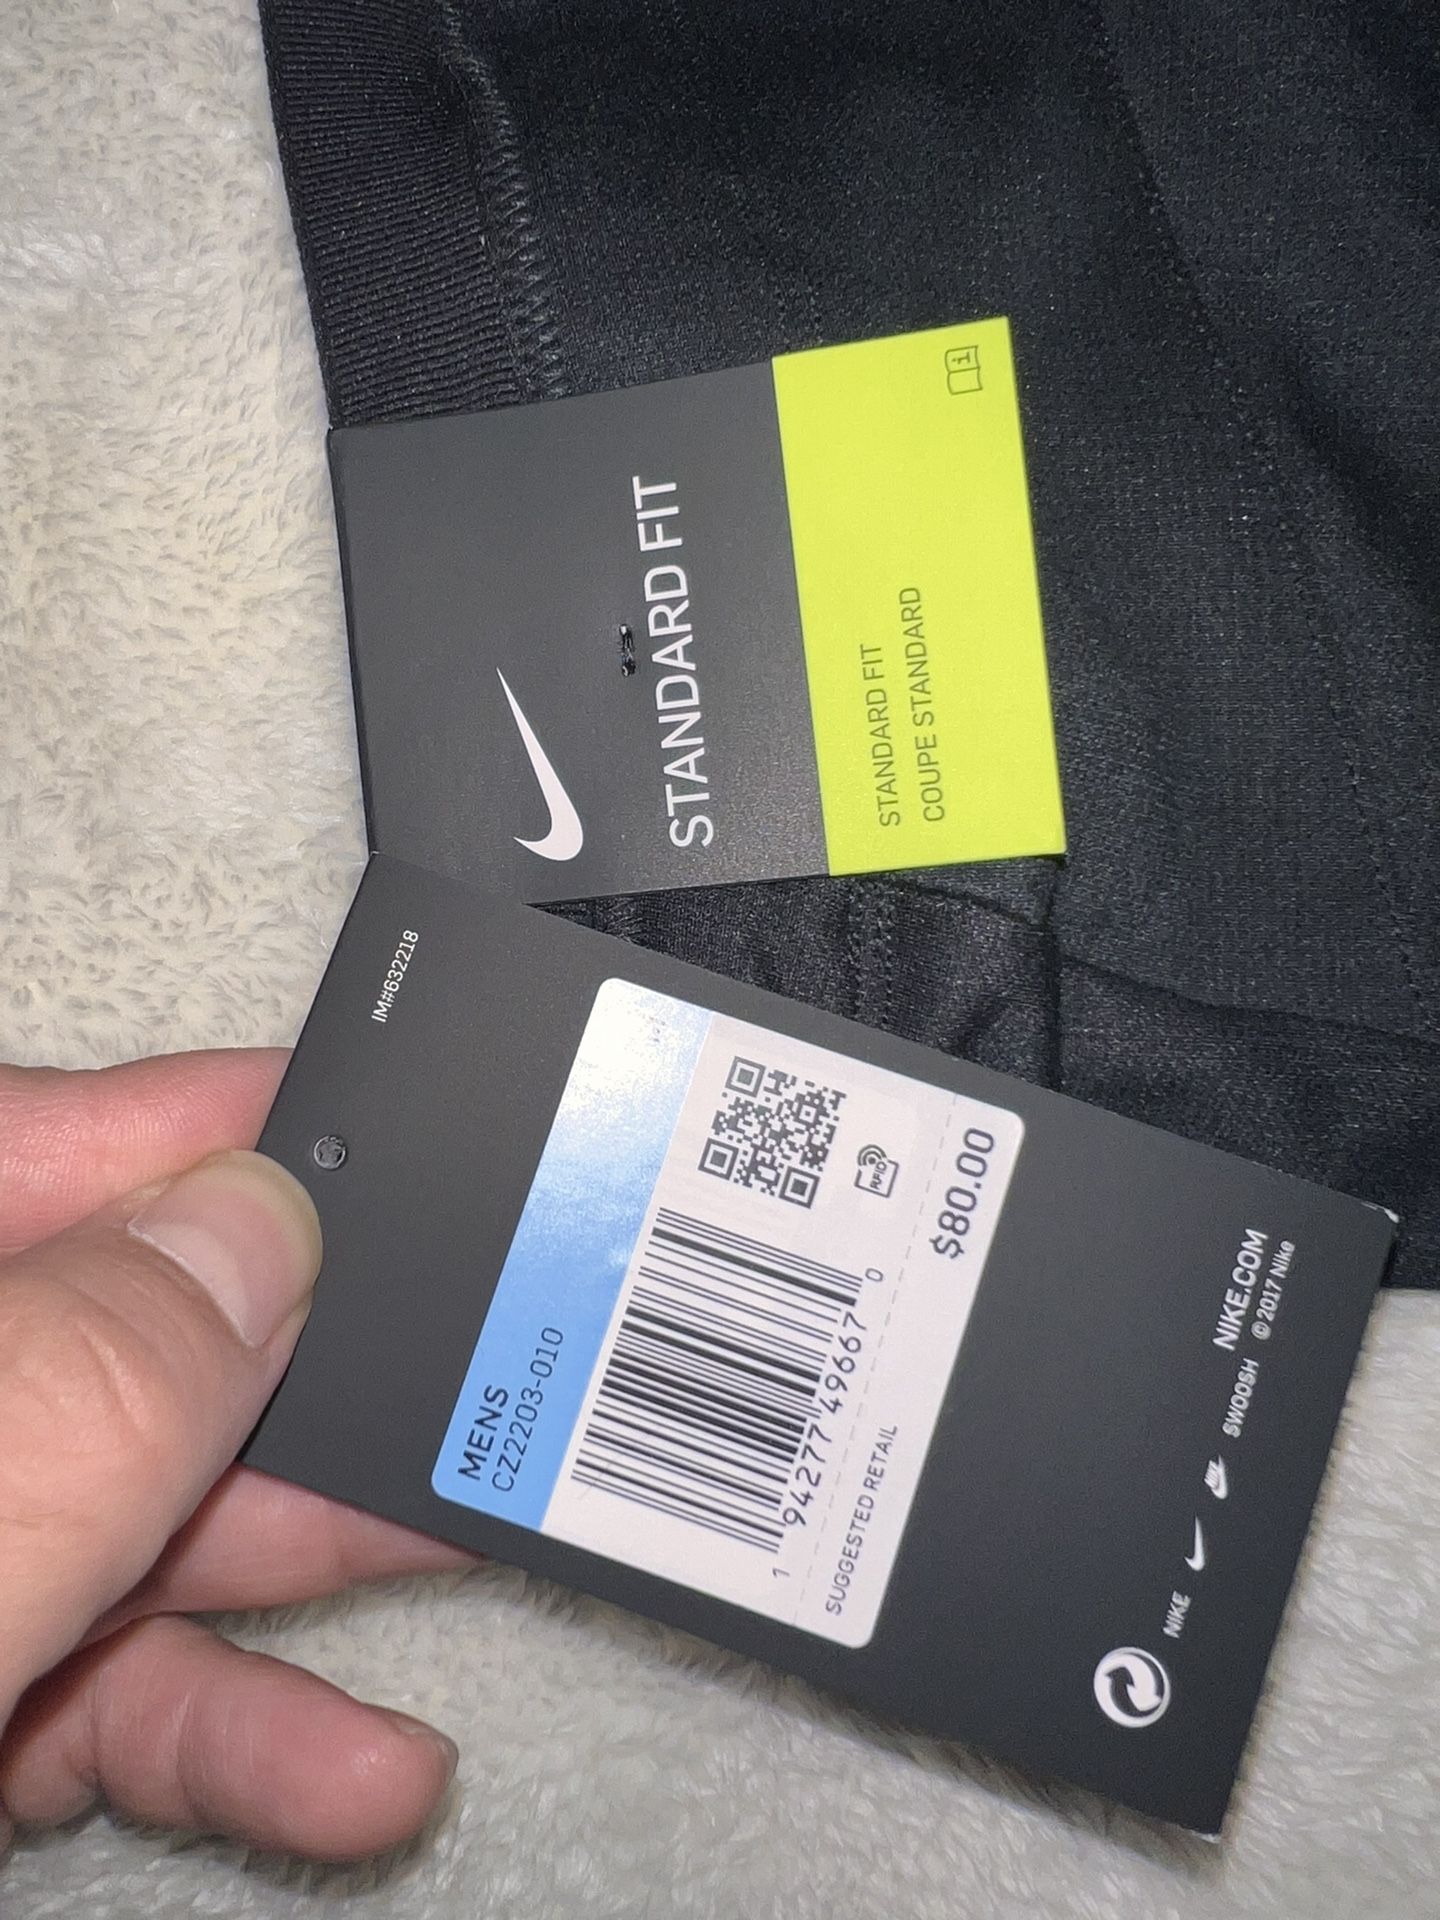 STANDARD FIT
STANDARD FIT
COUPE STANDARD
IM#632218
MENS
CZ2203-010
1 94277 49667 0
RFID
SUGGESTED RETAIL
$80.00
NIKE
SWOOSH
NIKE.COM
© 2017 Nike